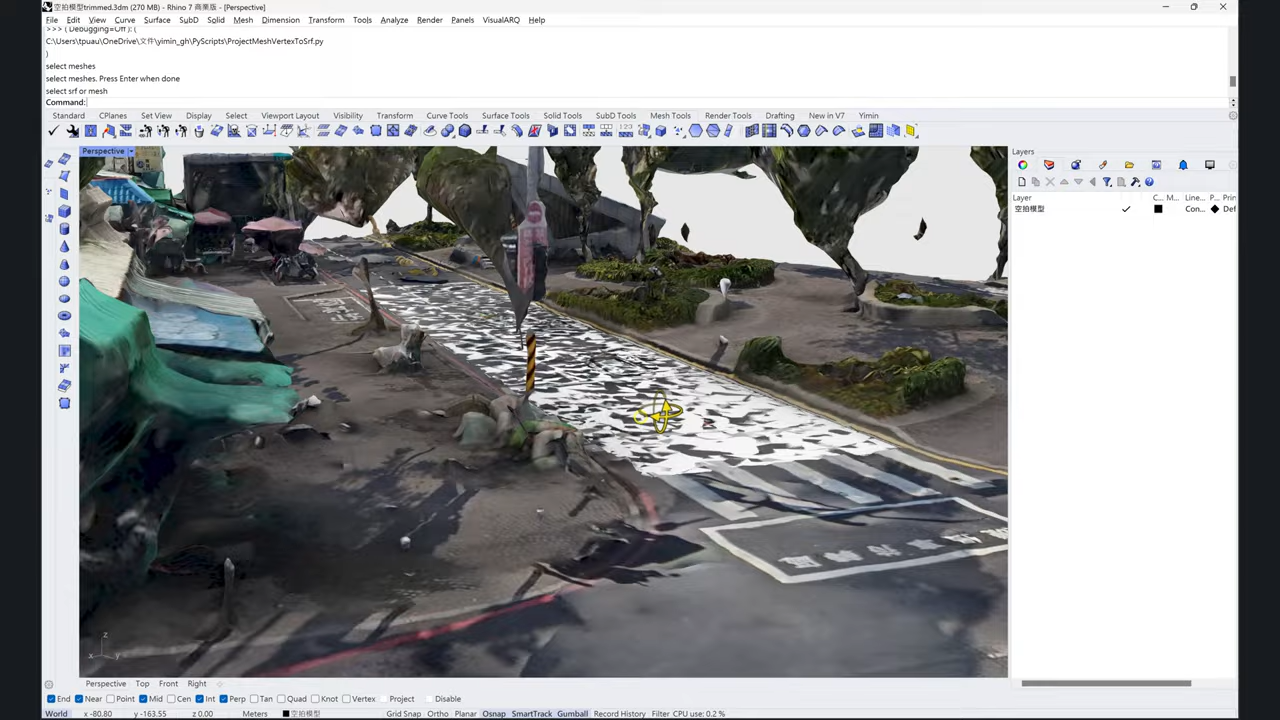 空拍模型trimmed.3dm (270 MB) - Rhino 7 商業版 - [Perspective]
File Edit View Curve Surface SubD Solid Mesh Dimension Transform Tools Analyze Render Panels VisualARQ Help
>>> ( Debugging=Off ): (
C:\Users\tpuau\OneDrive\文件\yimin_gh\PyScripts\ProjectMeshVertexToSrf.py
)
select meshes
select meshes. Press Enter when done
select srf or mesh
Command:
Standard CPlanes Set View Display Select Viewport Layout Visibility Transform Curve Tools Surface Tools Solid Tools SubD Tools Mesh Tools Render Tools Drafting New in V7 Yimin
Perspective
Layers
Layer C... M... Line... P... Prin
空拍模型 Con... Def
z
x y
Perspective Top Front Right
End Near Point Mid Cen Int Perp Tan Quad Knot Vertex Project Disable
World x -80.80 y -163.55 z 0.00 Meters 空拍模型 Grid Snap Ortho Planar Osnap SmartTrack Gumball Record History Filter CPU use: 0.2 %